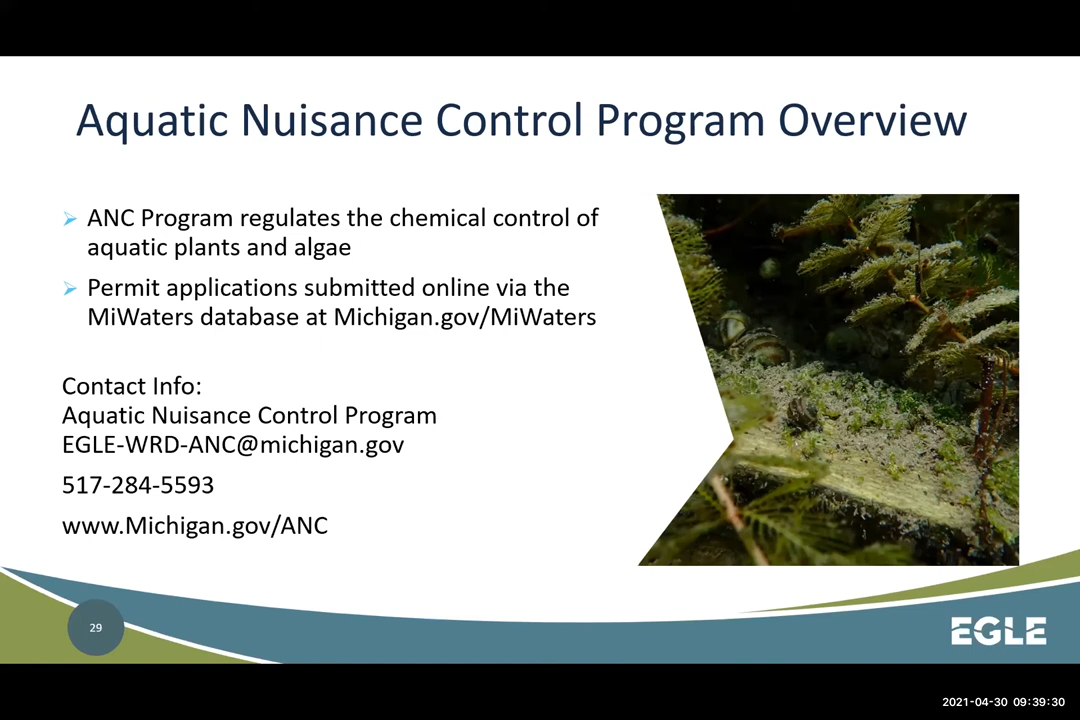 Aquatic Nuisance Control Program Overview
ANC Program regulates the chemical control of
aquatic plants and algae
Permit applications submitted online via the
MiWaters database at Michigan.gov/MiWaters
Contact Info:
Aquatic Nuisance Control Program
EGLE-WRD-ANC@michigan.gov
517-284-5593
www.Michigan.gov/ANC
29
EGLE
2021-04-30 09:39:30